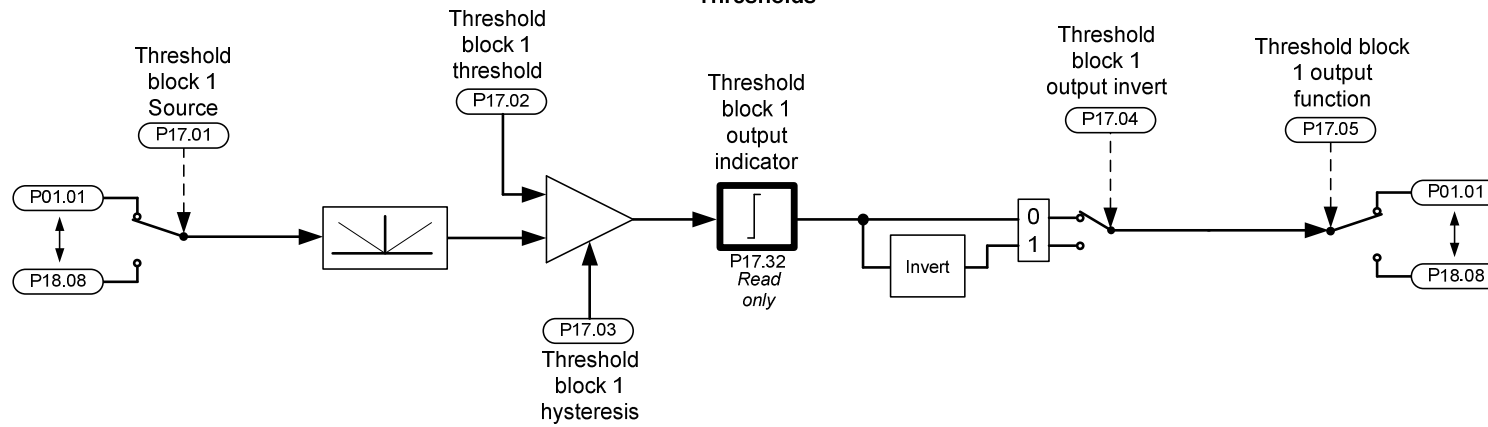 Thresholds
Threshold
block 1
Source
P17.01
P01.01
P18.08
Threshold
block 1
threshold
P17.02
P17.03
Threshold
block 1
hysteresis
Threshold
block 1
output
indicator
P17.32
Read
only
Invert
0
1
Threshold
block 1
output invert
P17.04
Threshold block
1 output
function
P17.05
P01.01
P18.08